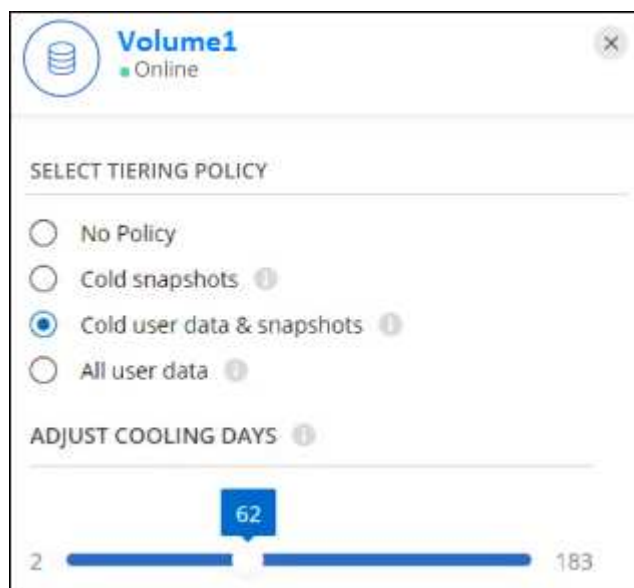 Volume1
Online
SELECT TIERING POLICY
No Policy
Cold snapshots
Cold user data & snapshots
All user data
ADJUST COOLING DAYS
62
2 183